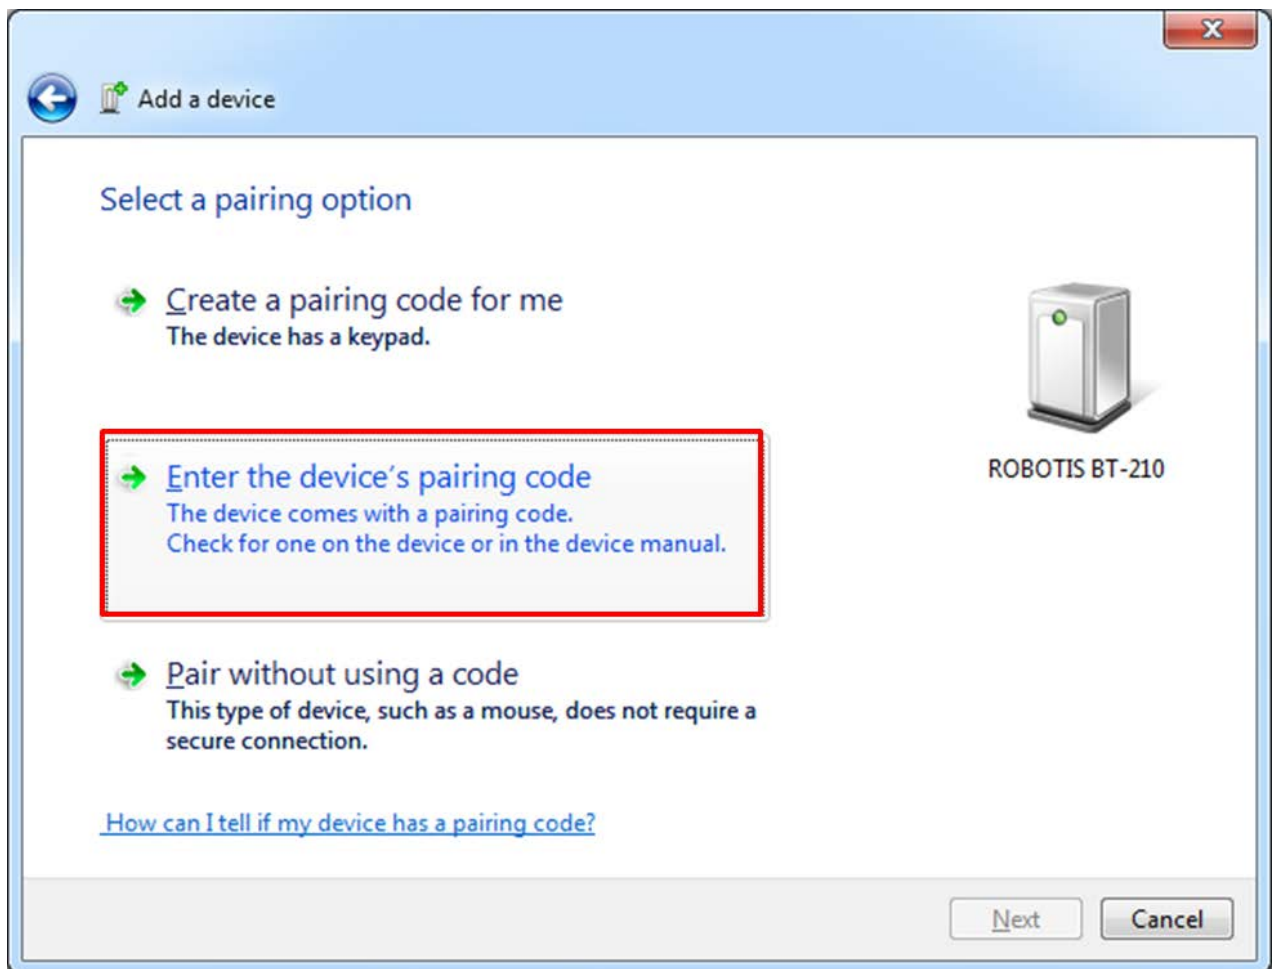 Add a device
Select a pairing option
Create a pairing code for me
The device has a keypad.
Enter the device's pairing code
The device comes with a pairing code.
Check for one on the device or in the device manual.
ROBOTIS BT-210
Pair without using a code
This type of device, such as a mouse, does not require a
secure connection.
How can I tell if my device has a pairing code?
Next
Cancel